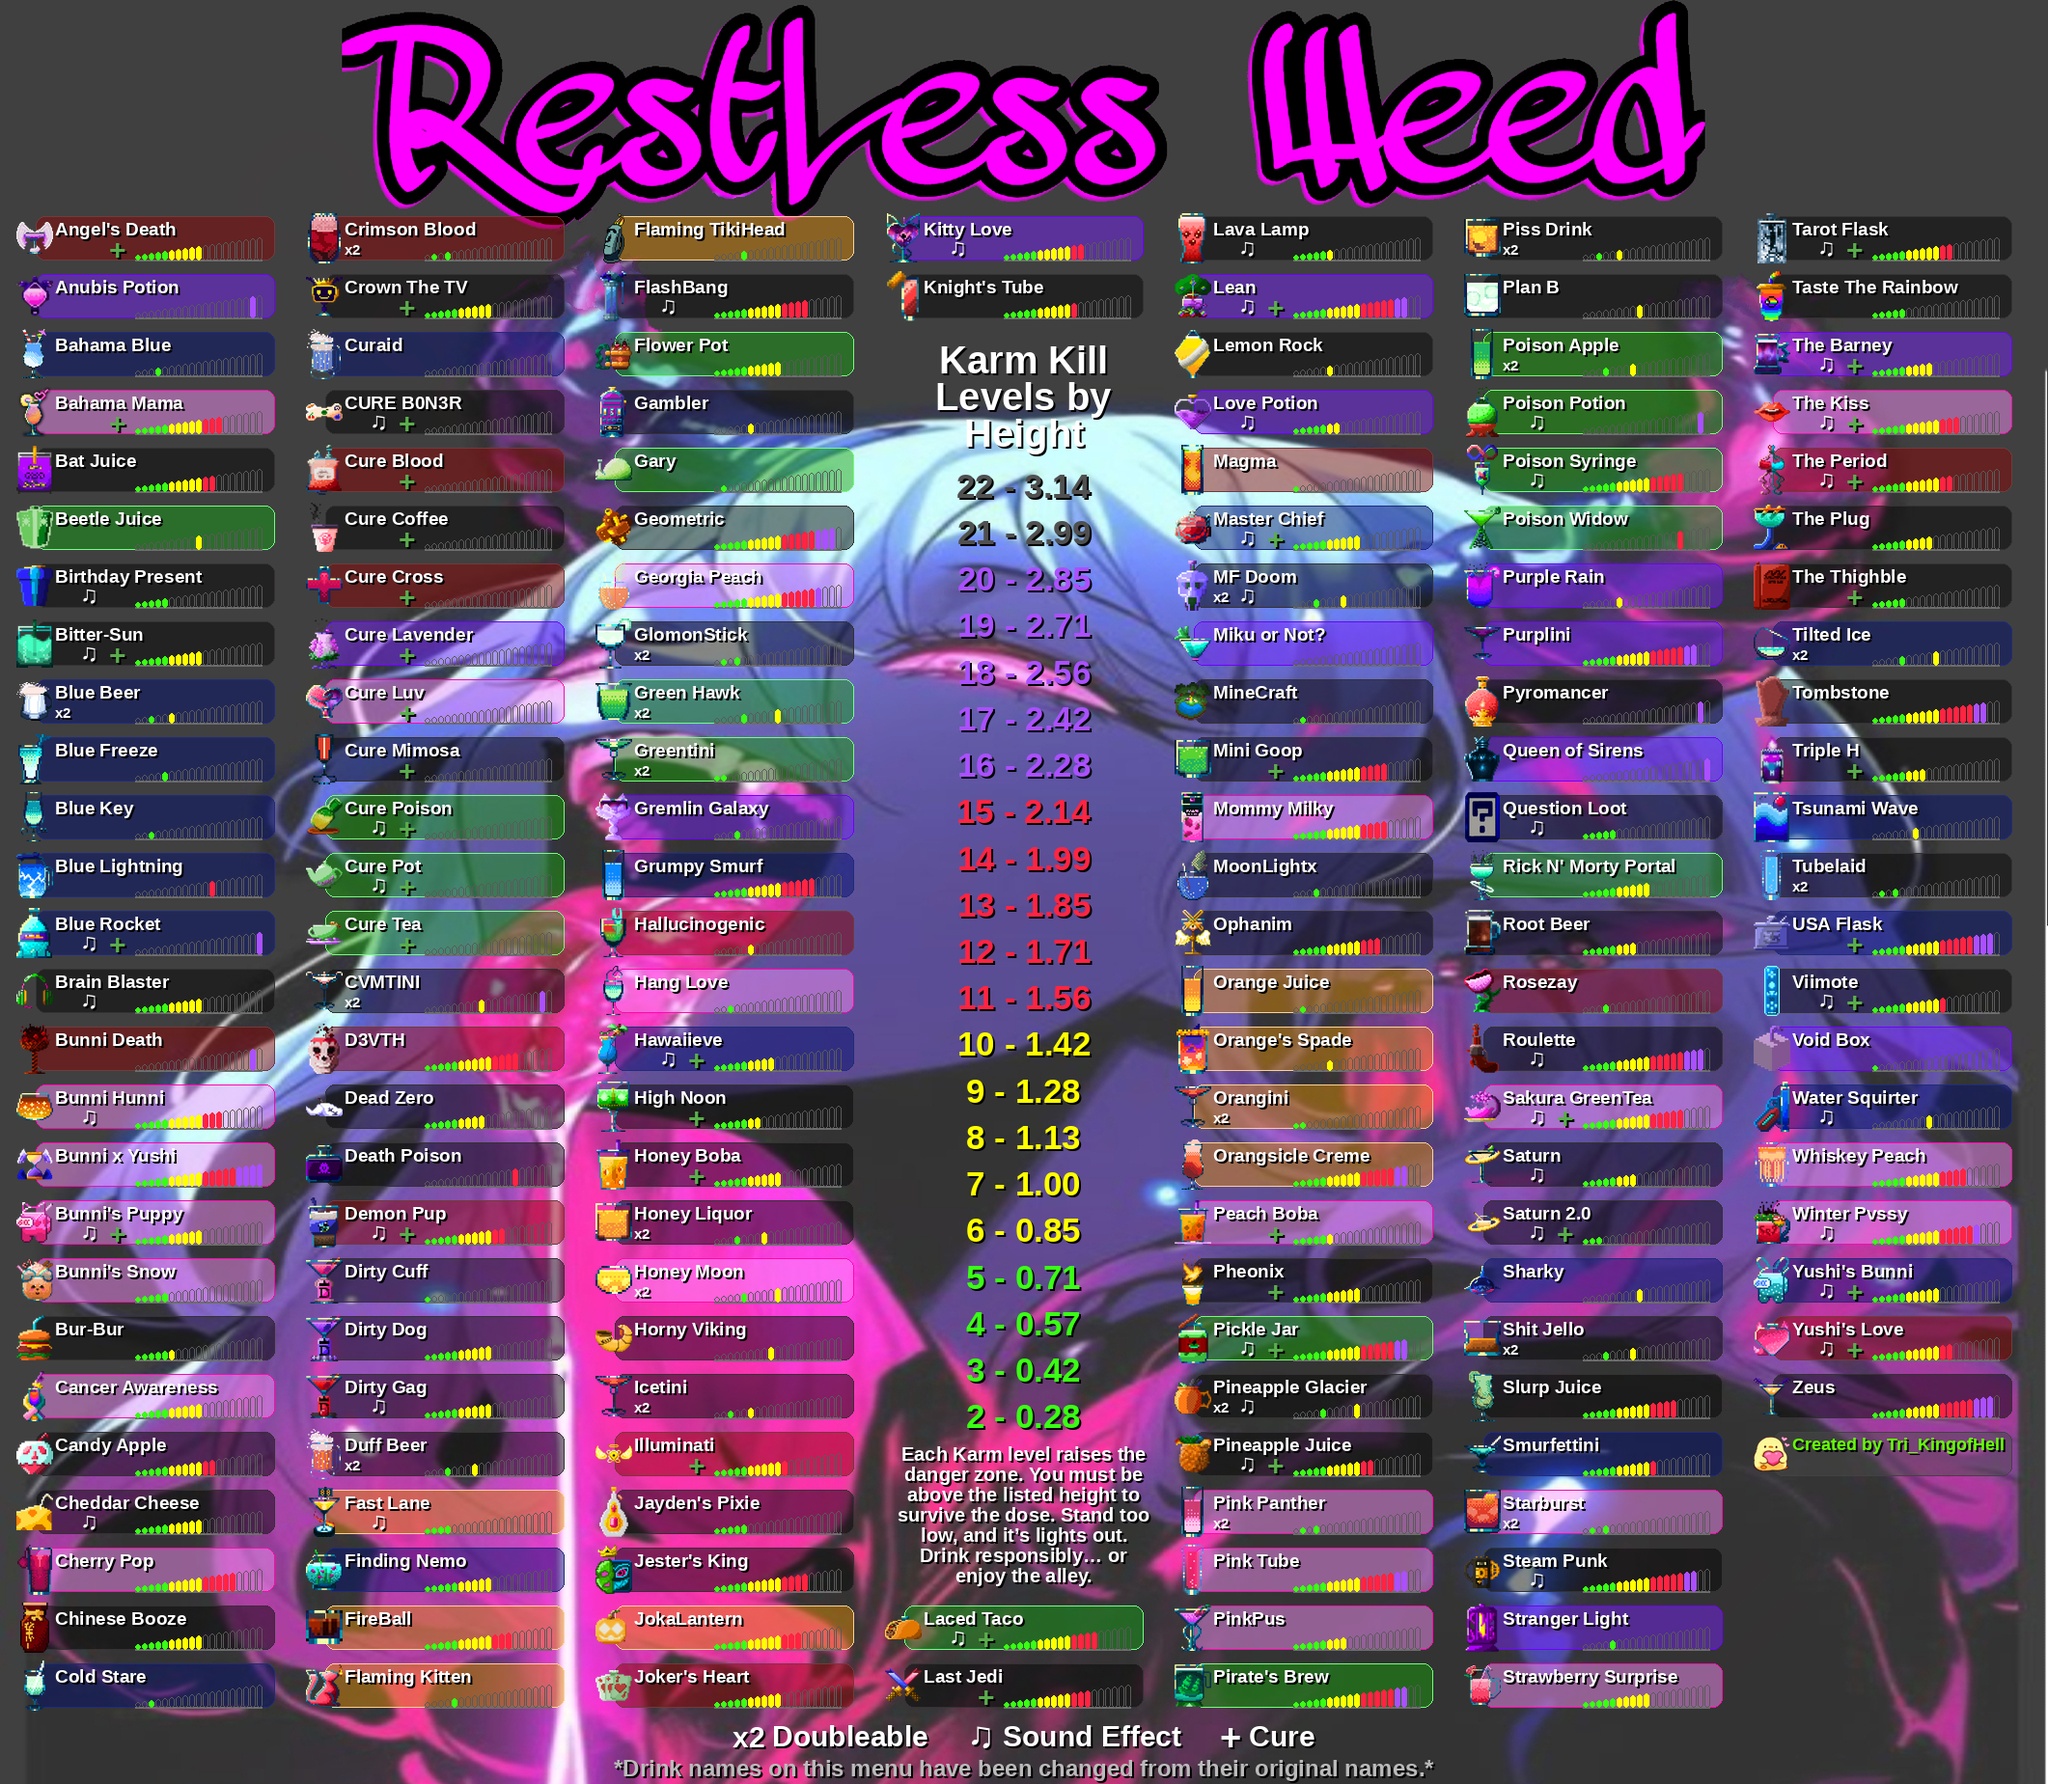 Restless Weed
Angel's Death
+
Anubis Potion
Bahama Blue
Bahama Mama
+
Bat Juice
Beetle Juice
Birthday Present
♫
Bitter-Sun
♫ +
Blue Beer
x2
Blue Freeze
Blue Key
Blue Lightning
Blue Rocket
♫ +
Brain Blaster
♫
Bunni Death
Bunni Hunni
♫
Bunni x Yushi
Bunni's Puppy
♫ +
Bunni's Snow
Bur-Bur
Cancer Awareness
Candy Apple
Cheddar Cheese
♫
Cherry Pop
Chinese Booze
Cold Stare
Crimson Blood
x2
Crown The TV
+
Curaid
CURE B0N3R
♫ +
Cure Blood
+
Cure Coffee
+
Cure Cross
+
Cure Lavender
+
Cure Luv
+
Cure Mimosa
+
Cure Poison
♫ +
Cure Pot
♫ +
Cure Tea
+
CVMTINI
x2
D3VTH
Dead Zero
Death Poison
Demon Pup
♫ +
Dirty Cuff
Dirty Dog
Dirty Gag
♫
Duff Beer
x2
Fast Lane
♫
Finding Nemo
FireBall
Flaming Kitten
Flaming TikiHead
FlashBang
♫
Flower Pot
Gambler
Gary
Geometric
Georgia Peach
GlomonStick
x2
Green Hawk
x2
Greentini
x2
Gremlin Galaxy
Grumpy Smurf
Hallucinogenic
Hang Love
Hawaiieve
♫ +
High Noon
+
Honey Boba
+
Honey Liquor
x2
Honey Moon
x2
Horny Viking
Icetini
x2
Illuminati
+
Jayden's Pixie
Jester's King
JokaLantern
Joker's Heart
Kitty Love
♫
Knight's Tube
Karm Kill
Levels by
Height
22 - 3.14
21 - 2.99
20 - 2.85
19 - 2.71
18 - 2.56
17 - 2.42
16 - 2.28
15 - 2.14
14 - 1.99
13 - 1.85
12 - 1.71
11 - 1.56
10 - 1.42
9 - 1.28
8 - 1.13
7 - 1.00
6 - 0.85
5 - 0.71
4 - 0.57
3 - 0.42
2 - 0.28
Each Karm level raises the
danger zone. You must be
above the listed height to
survive the dose. Stand too
low, and it's lights out.
Drink responsibly... or
enjoy the alley.
Laced Taco
♫ +
Last Jedi
+
Lava Lamp
♫
Lean
♫ +
Lemon Rock
Love Potion
Magma
Master Chief
♫ +
MF Doom
x2 ♫
Miku or Not?
MineCraft
Mini Goop
+
Mommy Milky
MoonLightx
Ophanim
Orange Juice
Orange's Spade
Orangini
x2
Orangsicle Creme
Peach Boba
+
Pheonix
+
Pickle Jar
♫ +
Pineapple Glacier
x2 ♫
Pineapple Juice
♫ +
Pink Panther
x2
Pink Tube
PinkPus
Pirate's Brew
Piss Drink
x2
Plan B
Poison Apple
x2
Poison Potion
♫
Poison Syringe
♫
Poison Widow
Purple Rain
Purplini
Pyromancer
Queen of Sirens
Question Loot
♫
Rick N' Morty Portal
Root Beer
Rosezay
Roulette
♫
Sakura GreenTea
♫ +
Saturn
♫
Saturn 2.0
♫ +
Sharky
Shit Jello
x2
Slurp Juice
Smurfettini
Starburst
x2
Steam Punk
♫
Stranger Light
Strawberry Surprise
Tarot Flask
♫ +
Taste The Rainbow
The Barney
♫ +
The Kiss
♫ +
The Period
♫ +
The Plug
The Thighble
+
Tilted Ice
x2
Tombstone
Triple H
+
Tsunami Wave
Tubelaid
x2
USA Flask
+
Viimote
♫ +
Void Box
Water Squirter
Whiskey Peach
Winter Pvssy
♫
Yushi's Bunni
♫
Yushi's Love
♫ +
Zeus
Created by Tri_KingofHell
x2 Doubleable ♫ Sound Effect + Cure
*Drink names on this menu have been changed from their original names.*